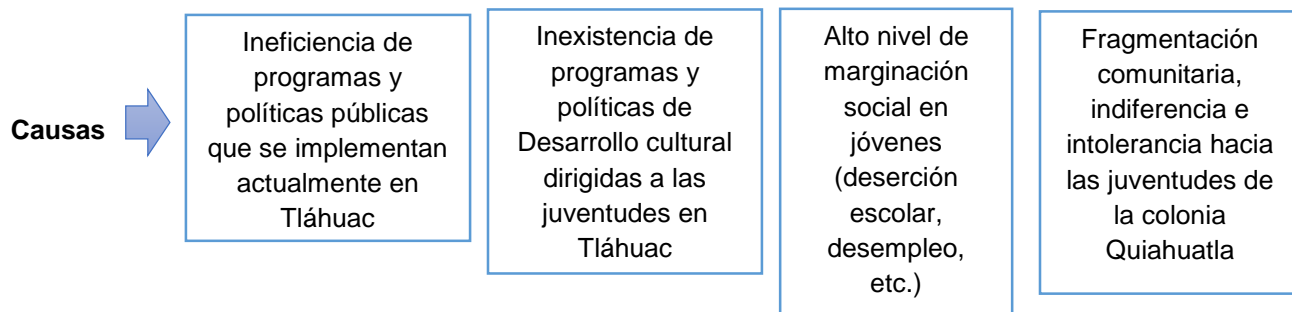 Causas
Ineficiencia de
programas y
políticas públicas
que se implementan
actualmente en
Tláhuac
Inexistencia de
programas y
políticas de
Desarrollo cultural
dirigidas a las
juventudes en
Tláhuac
Alto nivel de
marginación
social en
jóvenes
(deserción
escolar,
desempleo,
etc.)
Fragmentación
comunitaria,
indiferencia e
intolerancia hacia
las juventudes de
la colonia
Quiahuatla